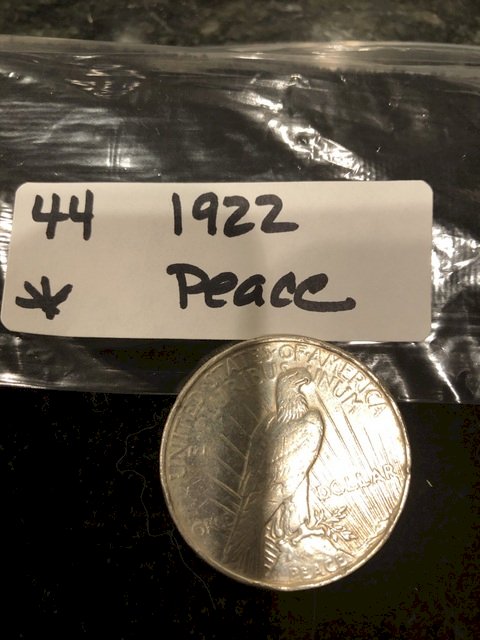 44 1922
* Peace
UNITED STATES OF AMERICA
E PLURIBUS UNUM
ONE DOLLAR
PEACE